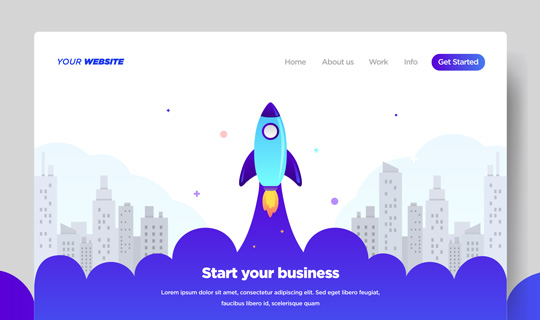 YOUR WEBSITE
Home About us Work Info Get Started
Start your business
Lorem ipsum dolor sit amet, consectetur adipiscing elit. Sed eget libero feugiat,
faucibus libero id, scelerisque quam